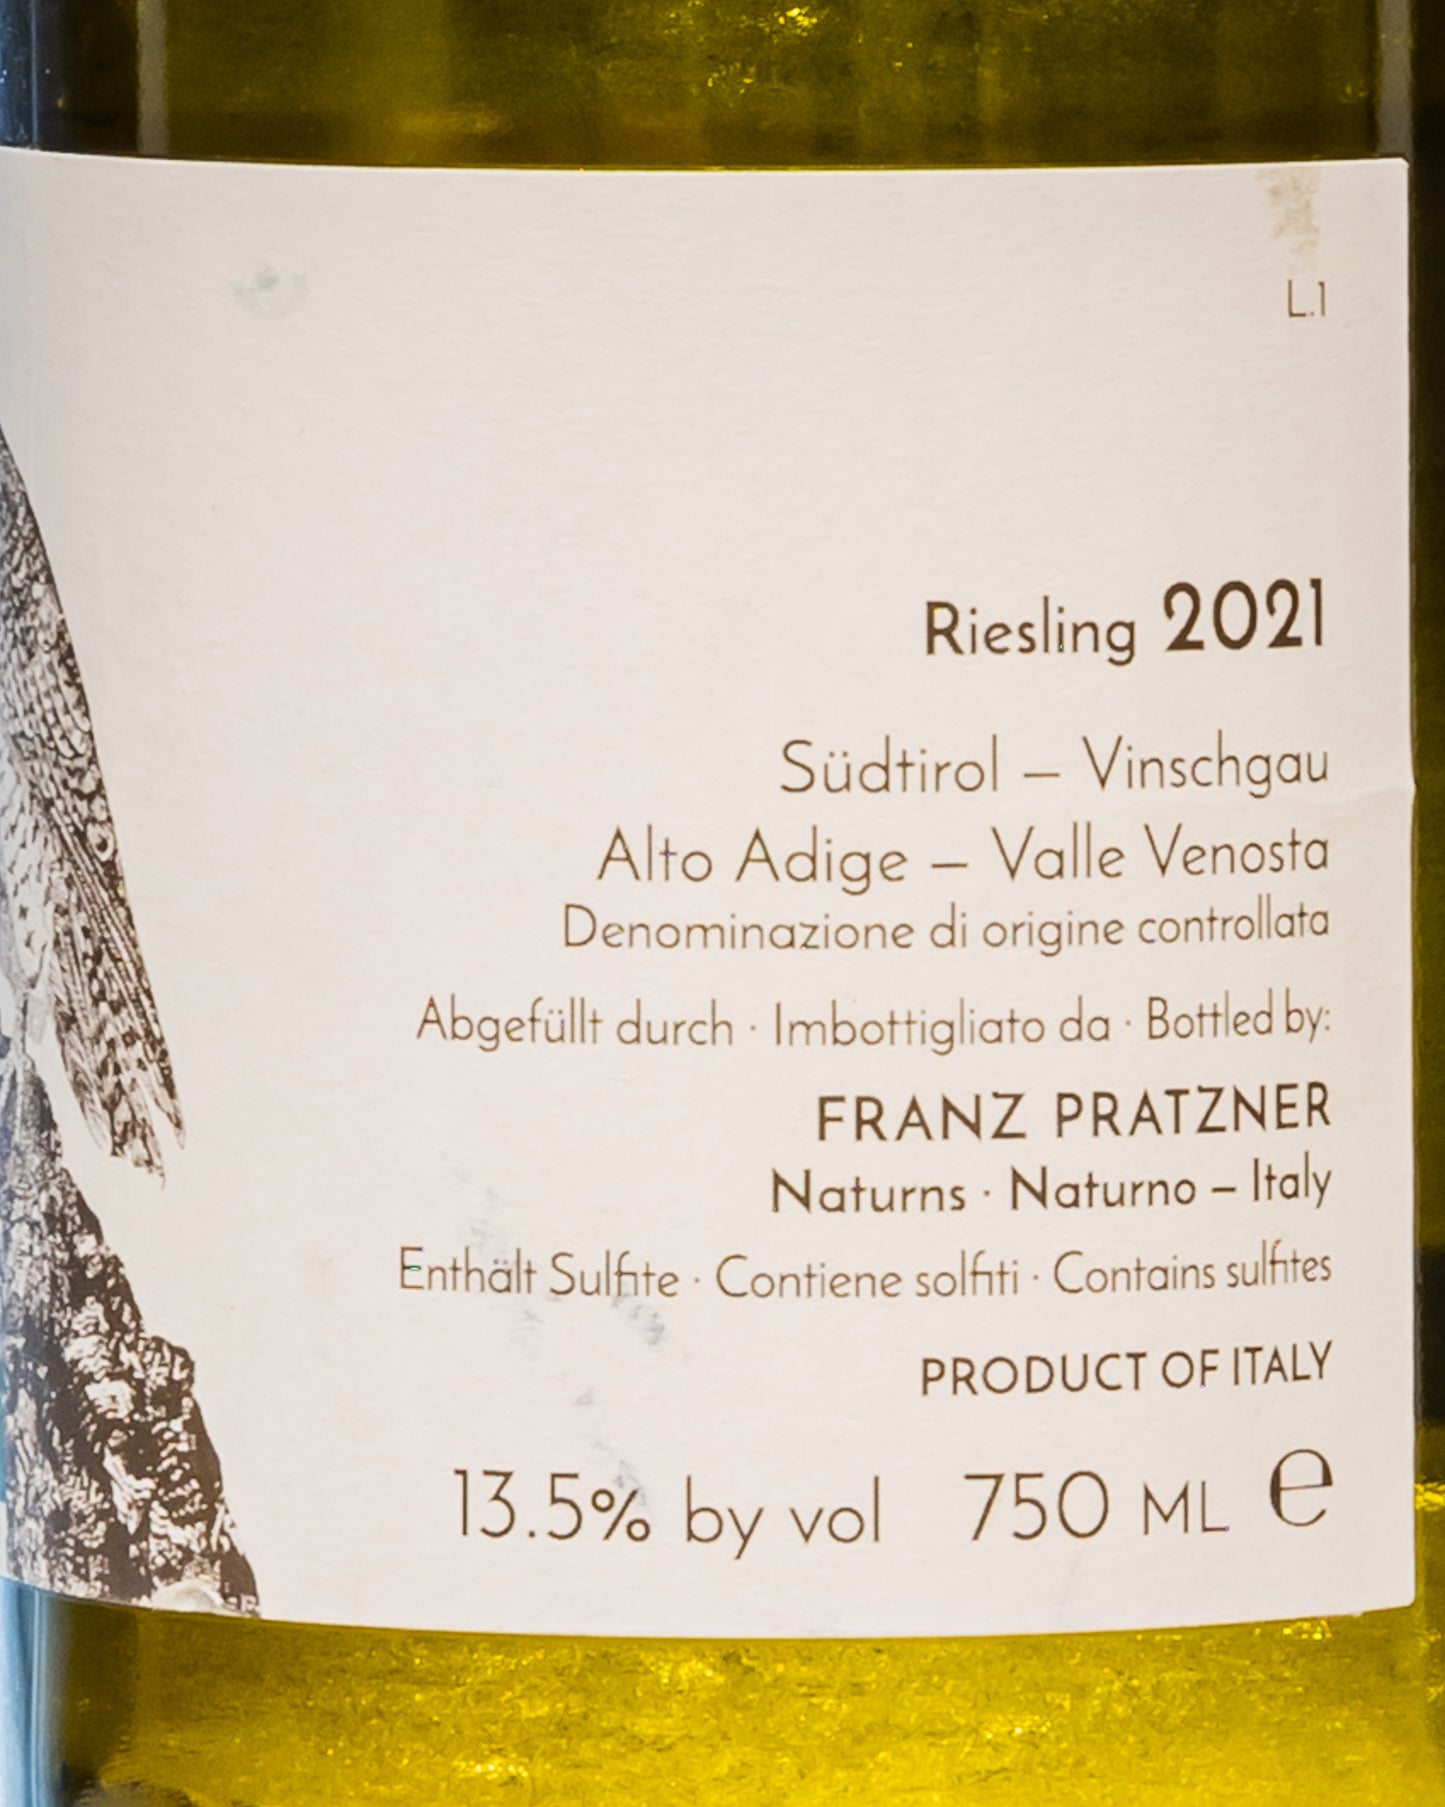 L.1
Riesling 2021
Südtirol – Vinschgau
Alto Adige – Valle Venosta
Denominazione di origine controllata
Abgefüllt durch · Imbottigliato da · Bottled by:
FRANZ PRATZNER
Naturns · Naturno – Italy
Enthält Sulfite · Contiene solfiti · Contains sulfites
PRODUCT OF ITALY
13.5% by vol 750 ML e